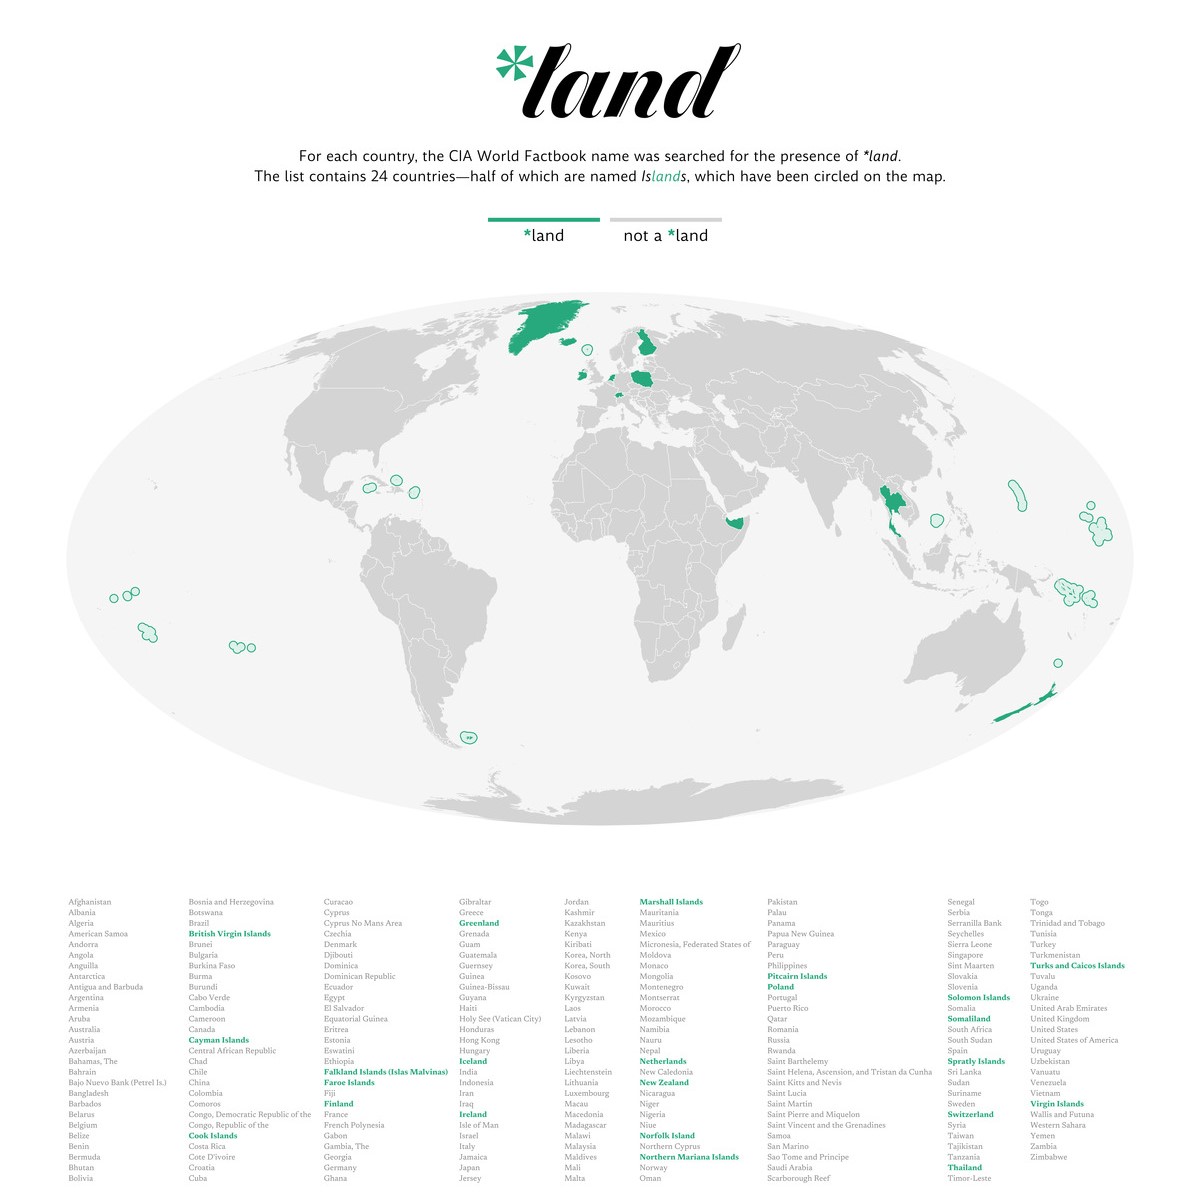 *land
For each country, the CIA World Factbook name was searched for the presence of *land.
The list contains 24 countries—half of which are named Islands, which have been circled on the map.
*land
not a *land
Afghanistan
Albania
Algeria
American Samoa
Andorra
Angola
Anguilla
Antarctica
Antigua and Barbuda
Argentina
Armenia
Aruba
Australia
Austria
Azerbaijan
Bahamas, The
Bahrain
Bajo Nuevo Bank (Petrel Is.)
Bangladesh
Barbados
Belarus
Belgium
Belize
Benin
Bermuda
Bhutan
Bolivia
Bosnia and Herzegovina
Botswana
Brazil
British Virgin Islands
Brunei
Bulgaria
Burkina Faso
Burma
Burundi
Cabo Verde
Cambodia
Cameroon
Canada
Cayman Islands
Central African Republic
Chad
Chile
China
Colombia
Comoros
Congo, Democratic Republic of the
Congo, Republic of the
Cook Islands
Costa Rica
Cote D'ivoire
Croatia
Cuba
Curacao
Cyprus
Cyprus No Mans Area
Czechia
Denmark
Djibouti
Dominica
Dominican Republic
Ecuador
Egypt
El Salvador
Equatorial Guinea
Eritrea
Estonia
Eswatini
Ethiopia
Falkland Islands (Islas Malvinas)
Faroe Islands
Fiji
Finland
France
French Polynesia
Gabon
Gambia, The
Georgia
Germany
Ghana
Gibraltar
Greece
Greenland
Grenada
Guam
Guatemala
Guernsey
Guinea
Guinea-Bissau
Guyana
Haiti
Holy See (Vatican City)
Honduras
Hong Kong
Hungary
Iceland
India
Indonesia
Iran
Iraq
Ireland
Isle of Man
Israel
Italy
Jamaica
Japan
Jersey
Jordan
Kashmir
Kazakhstan
Kenya
Kiribati
Korea, North
Korea, South
Kosovo
Kuwait
Kyrgyzstan
Laos
Latvia
Lebanon
Lesotho
Liberia
Libya
Liechtenstein
Lithuania
Luxembourg
Macau
Macedonia
Madagascar
Malawi
Malaysia
Maldives
Mali
Malta
Marshall Islands
Mauritania
Mauritius
Mexico
Micronesia, Federated States of
Moldova
Monaco
Mongolia
Montenegro
Montserrat
Morocco
Mozambique
Namibia
Nauru
Nepal
Netherlands
New Caledonia
New Zealand
Nicaragua
Niger
Nigeria
Niue
Norfolk Island
Northern Cyprus
Northern Mariana Islands
Norway
Oman
Pakistan
Palau
Panama
Papua New Guinea
Paraguay
Peru
Philippines
Pitcairn Islands
Poland
Portugal
Puerto Rico
Qatar
Romania
Russia
Rwanda
Saint Barthelemy
Saint Helena, Ascension, and Tristan da Cunha
Saint Kitts and Nevis
Saint Lucia
Saint Martin
Saint Pierre and Miquelon
Saint Vincent and the Grenadines
Samoa
San Marino
Sao Tome and Principe
Saudi Arabia
Scarborough Reef
Senegal
Serbia
Serranilla Bank
Seychelles
Sierra Leone
Singapore
Sint Maarten
Slovakia
Slovenia
Solomon Islands
Somalia
Somaliland
South Africa
South Sudan
Spain
Spratly Islands
Sri Lanka
Sudan
Suriname
Sweden
Switzerland
Syria
Taiwan
Tajikistan
Tanzania
Thailand
Timor-Leste
Togo
Tonga
Trinidad and Tobago
Tunisia
Turkey
Turkmenistan
Turks and Caicos Islands
Tuvalu
Uganda
Ukraine
United Arab Emirates
United Kingdom
United States
United States of America
Uruguay
Uzbekistan
Vanuatu
Venezuela
Vietnam
Virgin Islands
Wallis and Futuna
Western Sahara
Yemen
Zambia
Zimbabwe